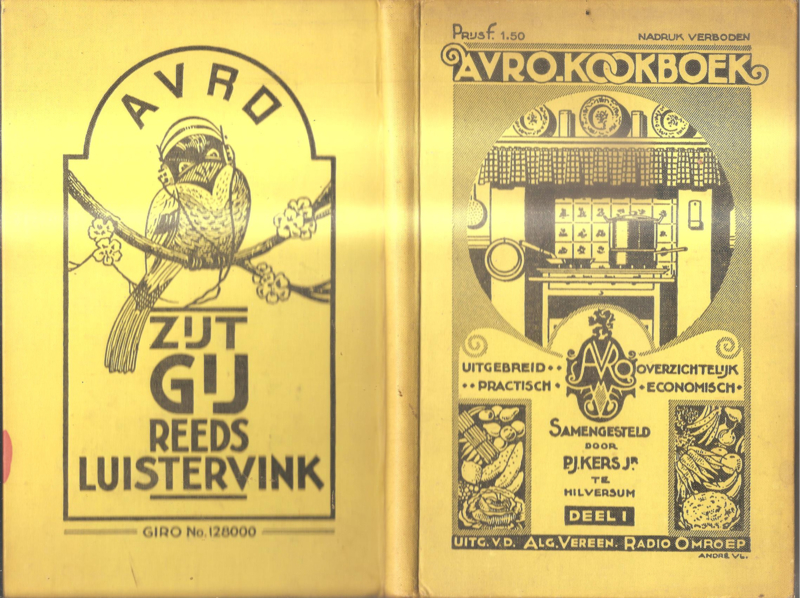 AVRO
ZIJT
GIJ
REEDS
LUISTERVINK
GIRO No. 128000
PRIJS f. 1.50
NADRUK VERBODEN
AVRO.KOOKBOEK
AVRO
UITGEBREID ••
OVERZICHTELIJK
•• PRACTISCH •
• ECONOMISCH •
SAMENGESTELD
DOOR
P.J. KERS JR.
TE
HILVERSUM
DEEL I
UITG. V.D. ALG. VEREEN. RADIO OMROEP
ANDRÉ VL.